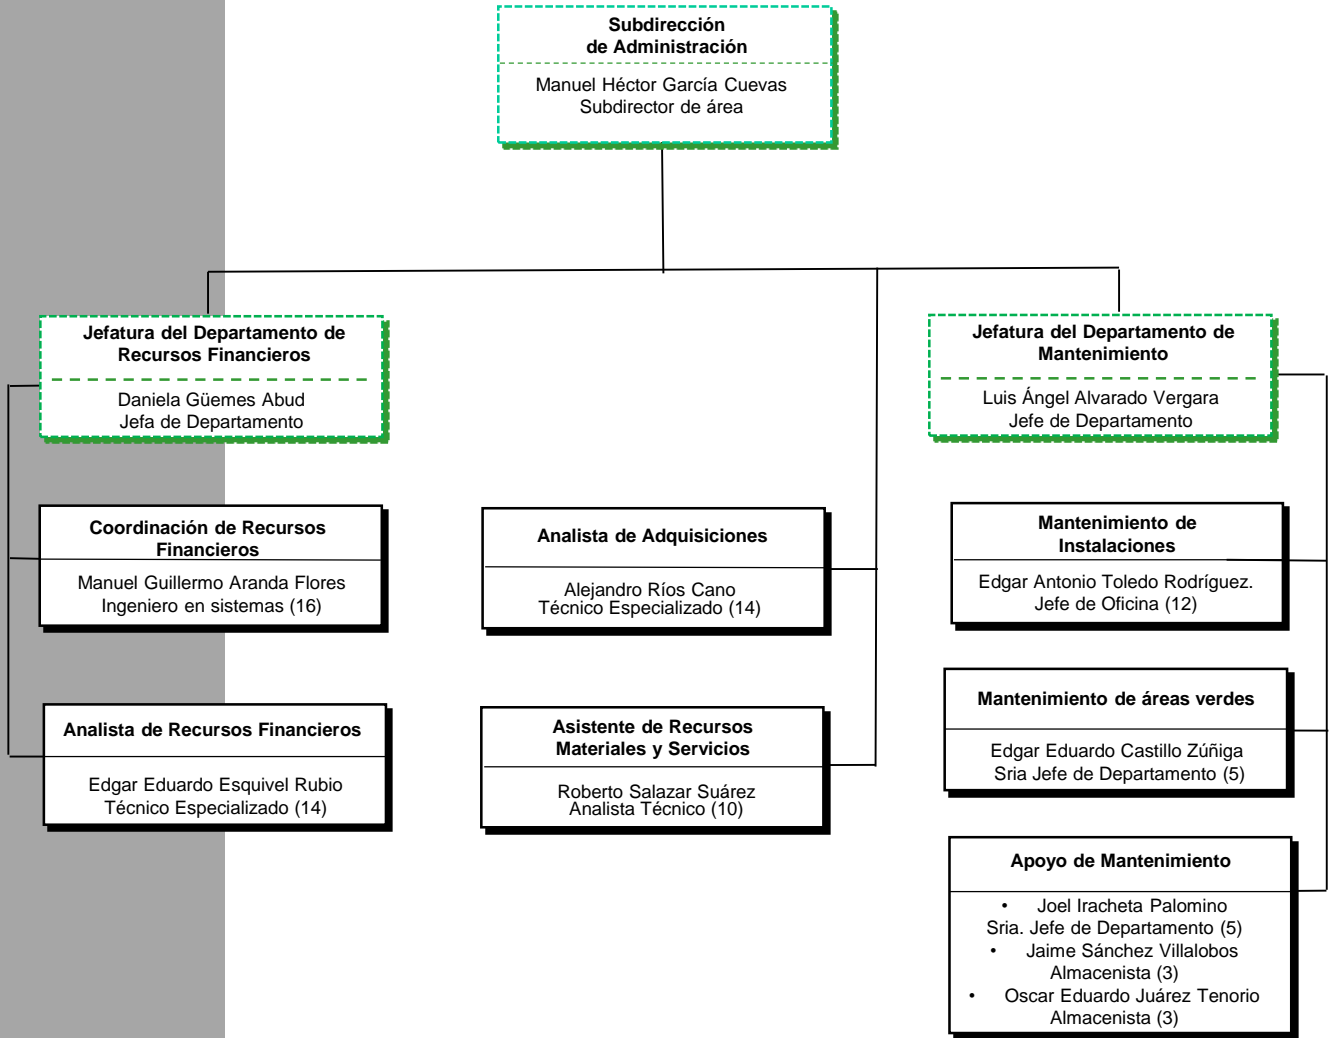 Subdirección
de Administración
Manuel Héctor García Cuevas
Subdirector de área
Jefatura del Departamento de
Recursos Financieros
Daniela Güemes Abud
Jefa de Departamento
Jefatura del Departamento de
Mantenimiento
Luis Ángel Alvarado Vergara
Jefe de Departamento
Coordinación de Recursos
Financieros
Manuel Guillermo Aranda Flores
Ingeniero en sistemas (16)
Analista de Adquisiciones
Alejandro Ríos Cano
Técnico Especializado (14)
Mantenimiento de
Instalaciones
Edgar Antonio Toledo Rodríguez.
Jefe de Oficina (12)
Analista de Recursos Financieros
Edgar Eduardo Esquivel Rubio
Técnico Especializado (14)
Asistente de Recursos
Materiales y Servicios
Roberto Salazar Suárez
Analista Técnico (10)
Mantenimiento de áreas verdes
Edgar Eduardo Castillo Zúñiga
Sria Jefe de Departamento (5)
Apoyo de Mantenimiento
• Joel Iracheta Palomino
Sria. Jefe de Departamento (5)
• Jaime Sánchez Villalobos
Almacenista (3)
• Oscar Eduardo Juárez Tenorio
Almacenista (3)